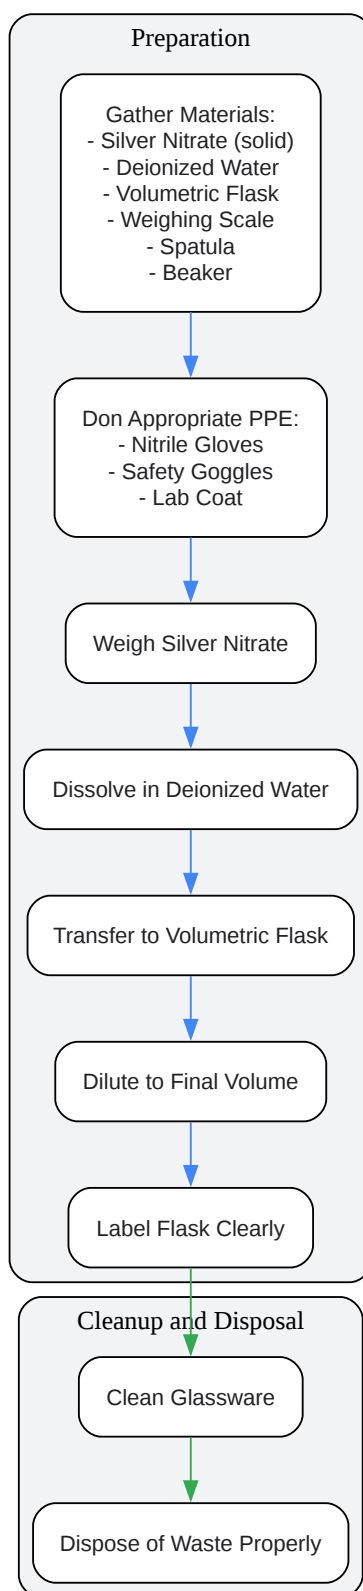 Preparation
Gather Materials:
- Silver Nitrate (solid)
- Deionized Water
- Volumetric Flask
- Weighing Scale
- Spatula
- Beaker
Don Appropriate PPE:
- Nitrile Gloves
- Safety Goggles
- Lab Coat
Weigh Silver Nitrate
Dissolve in Deionized Water
Transfer to Volumetric Flask
Dilute to Final Volume
Label Flask Clearly
Cleanup and Disposal
Clean Glassware
Dispose of Waste Properly